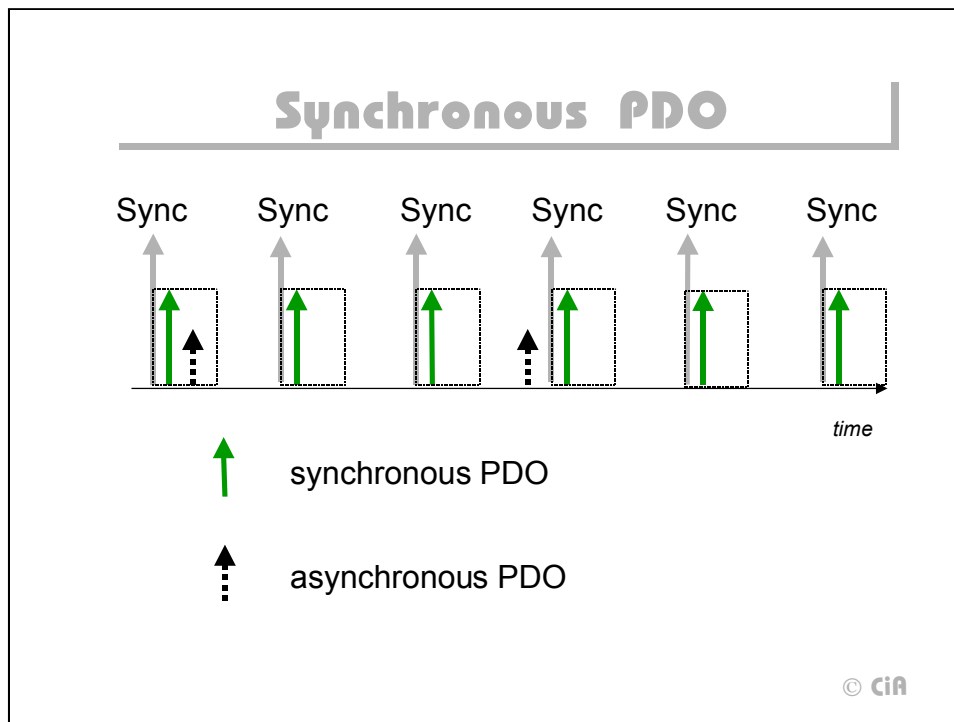 Synchronous PDO
Sync Sync Sync Sync Sync Sync
time
synchronous PDO
asynchronous PDO
© CiA